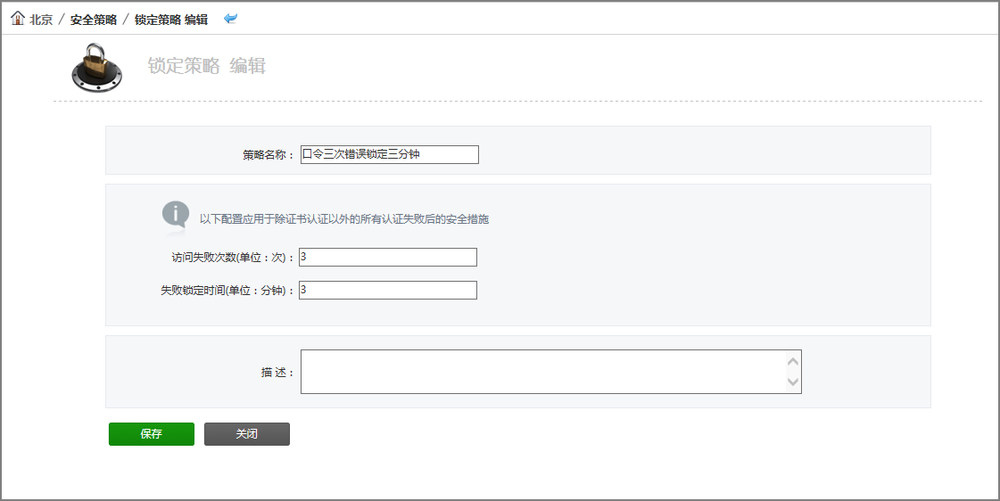 北京 / 安全策略 / 锁定策略 编辑
锁定策略 编辑
策略名称： 口令三次错误锁定三分钟
以下配置应用于除证书认证以外的所有认证失败后的安全措施
访问失败次数(单位：次)： 3
失败锁定时间(单位：分钟)： 3
描 述：
保存 关闭